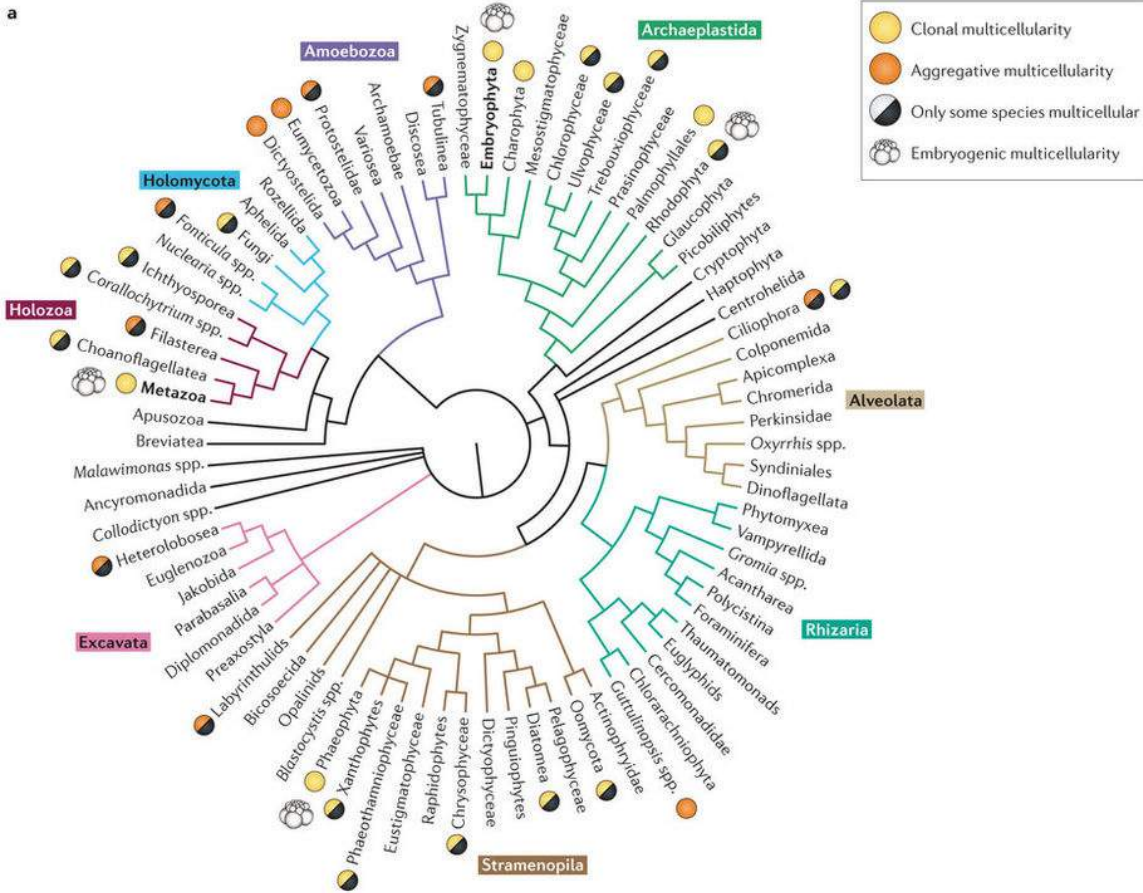 a
Clonal multicellularity
Aggregative multicellularity
Only some species multicellular
Embryogenic multicellularity
Amoebozoa
Dictyostelida
Eumycetozoa
Protostelidae
Variosea
Archamoebae
Discosea
Tubulinea
Archaeplastida
Zygnematophyceae
Embryophyta
Charophyta
Mesostigmatophyceae
Chlorophyceae
Ulvophyceae
Trebouxiophyceae
Prasinophyceae
Palmophyllales
Rhodophyta
Glaucophyta
Picobiliphytes
Cryptophyta
Haptophyta
Centrohelida
Ciliophora
Colponemida
Apicomplexa
Chromerida
Alveolata
Perkinsidae
Oxyrrhis spp.
Syndiniales
Dinoflagellata
Phytomyxea
Vampyrellida
Gromia spp.
Acantharea
Polycistina
Foraminifera
Rhizaria
Thaumatomonads
Euglyphids
Cercomonadidae
Chlorarachniophyta
Guttulinopsis spp.
Actinophryidae
Oomycota
Pelagophyceae
Diatomea
Pinguiophytes
Dictyophyceae
Chrysophyceae
Raphidophytes
Eustigmatophyceae
Phaeothamniophyceae
Xanthophytes
Phaeophyta
Stramenopila
Blastocystis spp.
Opalinids
Bicosoecida
Labyrinthulids
Preaxostyla
Diplomonadida
Parabasalia
Jakobida
Euglenozoa
Heterolobosea
Excavata
Collodictyon spp.
Ancyromonadida
Malawimonas spp.
Breviatea
Apusozoa
Metazoa
Choanoflagellatea
Filasterea
Corallochytrium spp.
Ichthyosporea
Holozoa
Nuclearia spp.
Fonticula spp.
Fungi
Aphelida
Rozellida
Holomycota